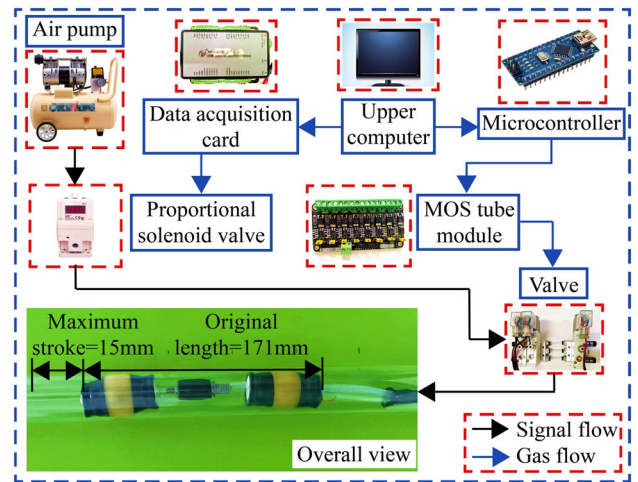 Air pump
Data acquisition
card
Upper
computer
Microcontroller
Proportional
solenoid valve
MOS tube
module
Valve
Maximum
stroke=15mm
Original
length=171mm
Overall view
Signal flow
Gas flow